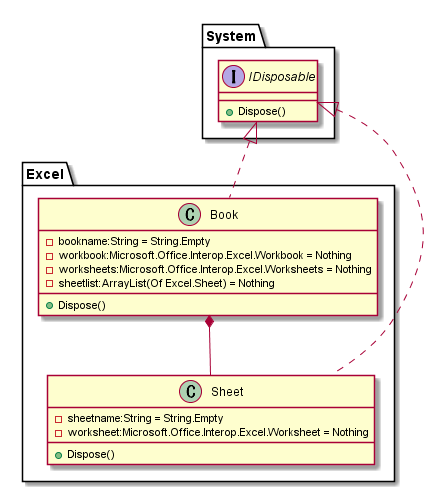 System
I IDisposable
Dispose()
Excel
C Book
bookname:String = String.Empty
workbook:Microsoft.Office.Interop.Excel.Workbook = Nothing
worksheets:Microsoft.Office.Interop.Excel.Worksheets = Nothing
sheetlist:ArrayList(Of Excel.Sheet) = Nothing
Dispose()
C Sheet
sheetname:String = String.Empty
worksheet:Microsoft.Office.Interop.Excel.Worksheet = Nothing
Dispose()